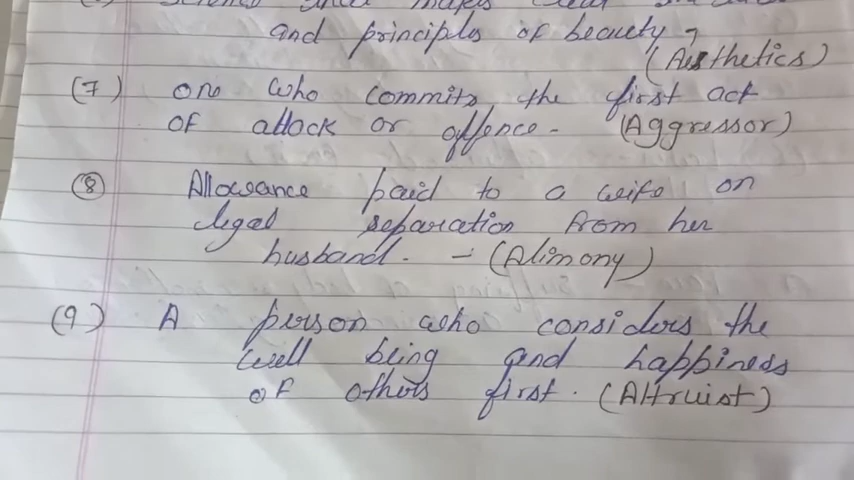 and principles of beauty,
(Aesthetics)
(7) one who commits the first act
of attack or offence - (Aggressor)
(8) Allowance paid to a wife on
legal separation from her
husband. - (Alimony)
(9) A person who considers the
well being and happiness
of others first. (Altruist)